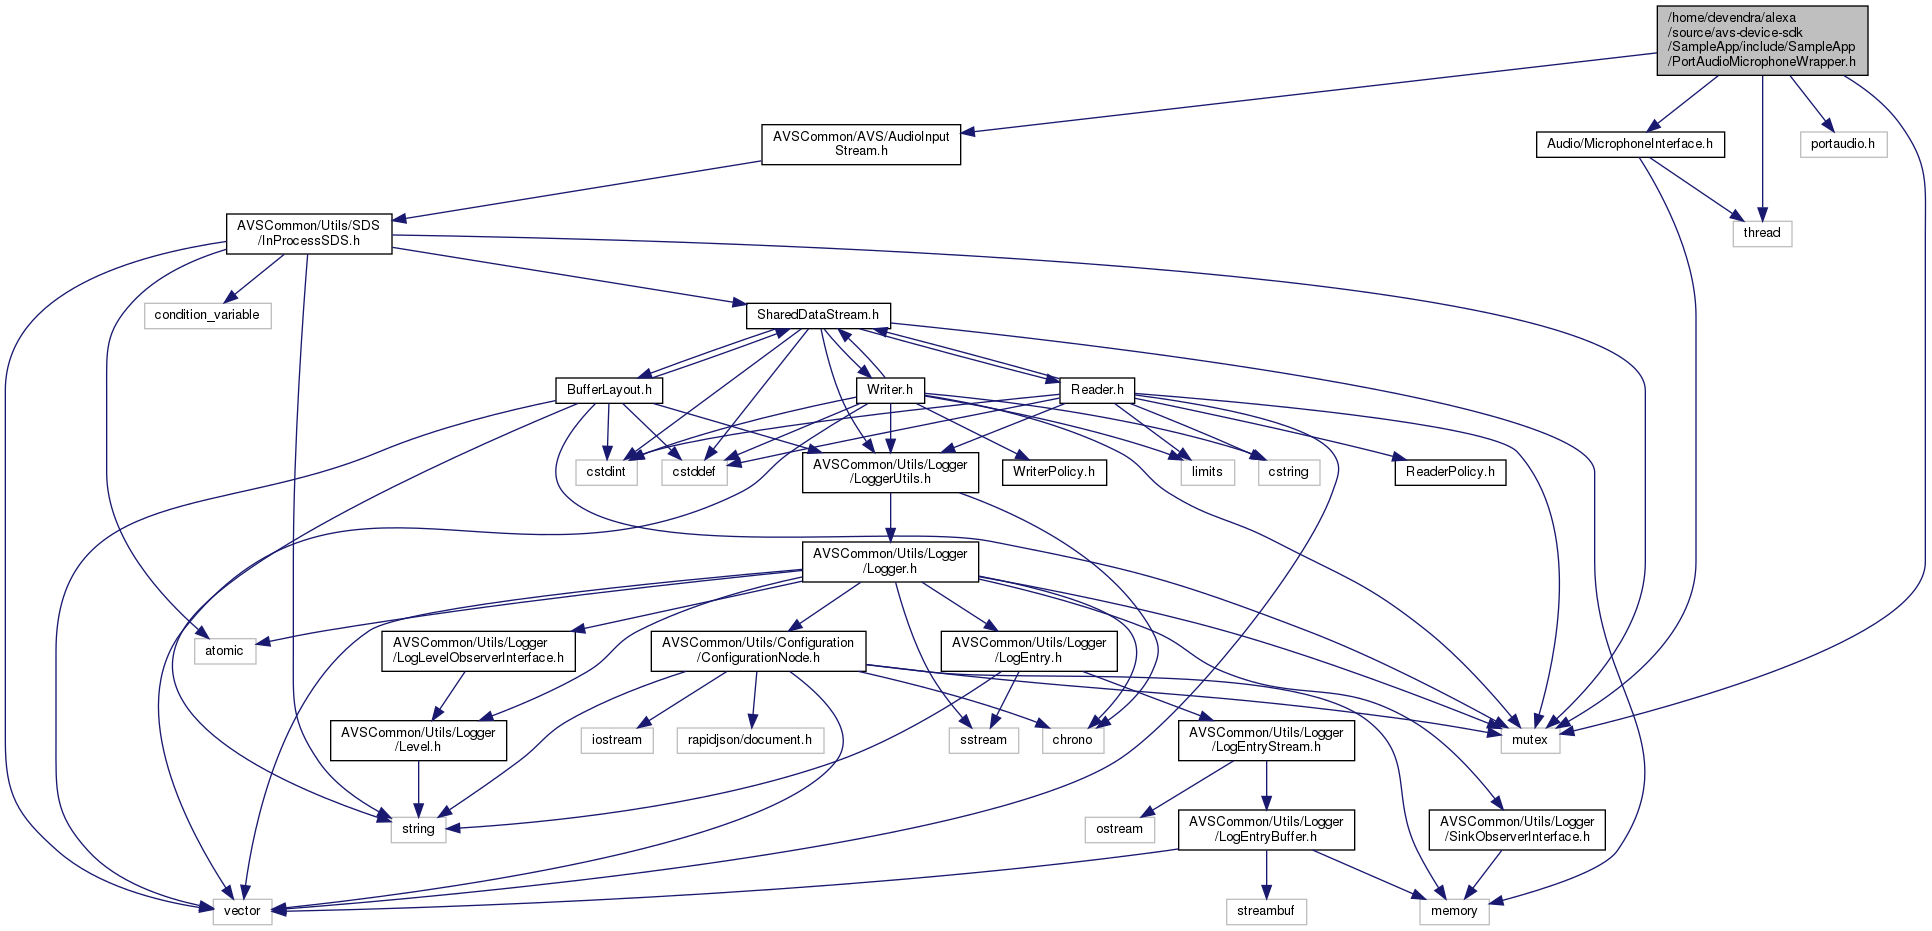 /home/devendra/alexa
/source/avs-device-sdk
/SampleApp/include/SampleApp
/PortAudioMicrophoneWrapper.h
AVSCommon/AVS/AudioInput
Stream.h
Audio/MicrophoneInterface.h
portaudio.h
AVSCommon/Utils/SDS
/InProcessSDS.h
thread
condition_variable
SharedDataStream.h
BufferLayout.h
Writer.h
Reader.h
cstdint
cstddef
AVSCommon/Utils/Logger
/LoggerUtils.h
WriterPolicy.h
limits
cstring
ReaderPolicy.h
AVSCommon/Utils/Logger
/Logger.h
atomic
AVSCommon/Utils/Logger
/LogLevelObserverInterface.h
AVSCommon/Utils/Configuration
/ConfigurationNode.h
AVSCommon/Utils/Logger
/LogEntry.h
AVSCommon/Utils/Logger
/Level.h
iostream
rapidjson/document.h
sstream
chrono
AVSCommon/Utils/Logger
/LogEntryStream.h
mutex
string
ostream
AVSCommon/Utils/Logger
/LogEntryBuffer.h
AVSCommon/Utils/Logger
/SinkObserverInterface.h
vector
streambuf
memory